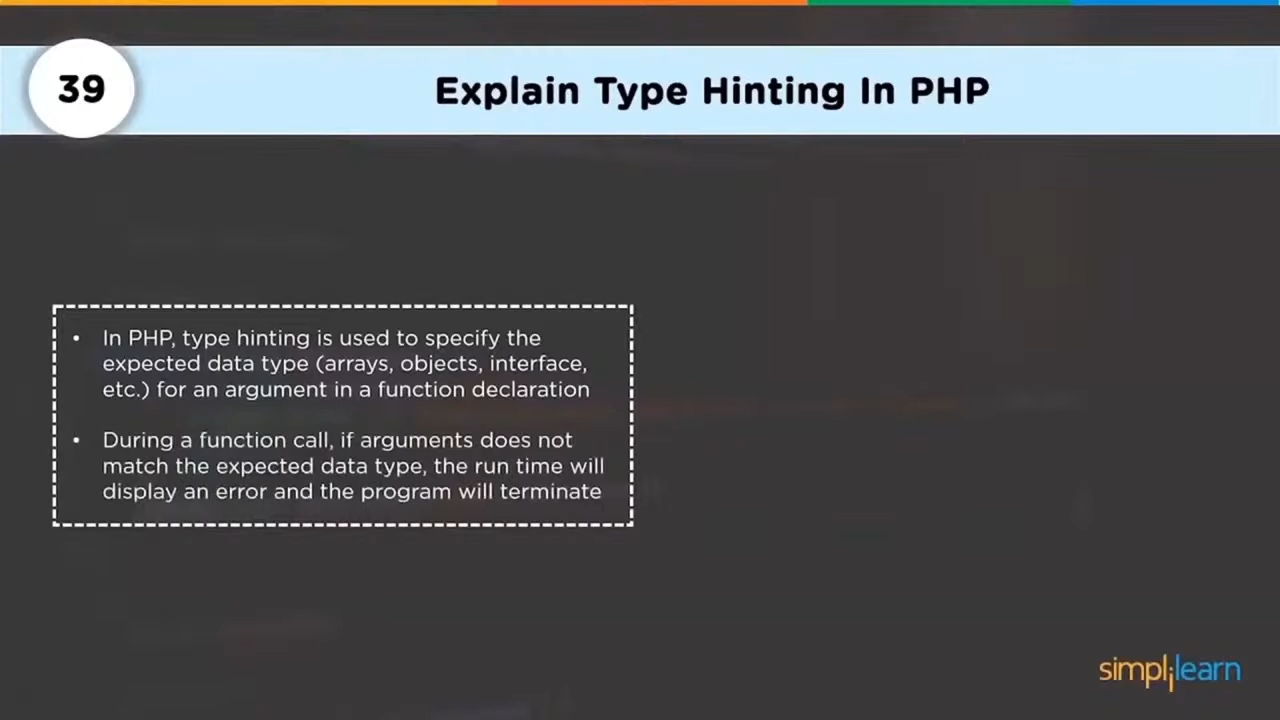 39
Explain Type Hinting In PHP
• In PHP, type hinting is used to specify the
expected data type (arrays, objects, interface,
etc.) for an argument in a function declaration
• During a function call, if arguments does not
match the expected data type, the run time will
display an error and the program will terminate
simplilearn